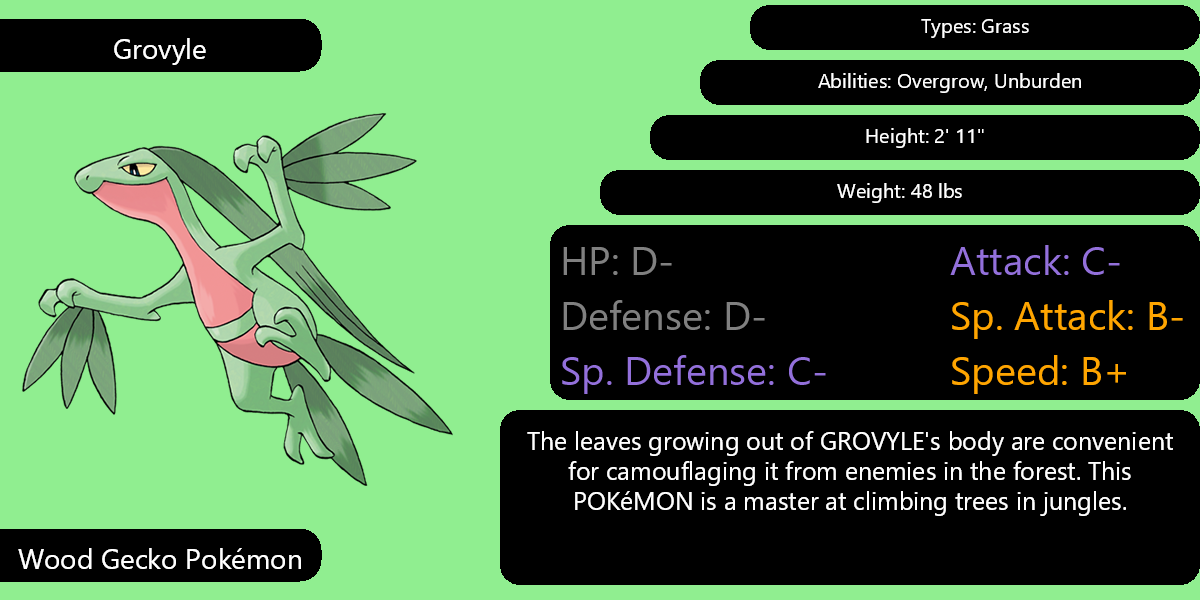 Grovyle
Types: Grass
Abilities: Overgrow, Unburden
Height: 2' 11"
Weight: 48 lbs
HP: D-
Attack: C-
Defense: D-
Sp. Attack: B-
Sp. Defense: C-
Speed: B+
The leaves growing out of GROVYLE's body are convenient
for camouflaging it from enemies in the forest. This
POKéMON is a master at climbing trees in jungles.
Wood Gecko Pokémon